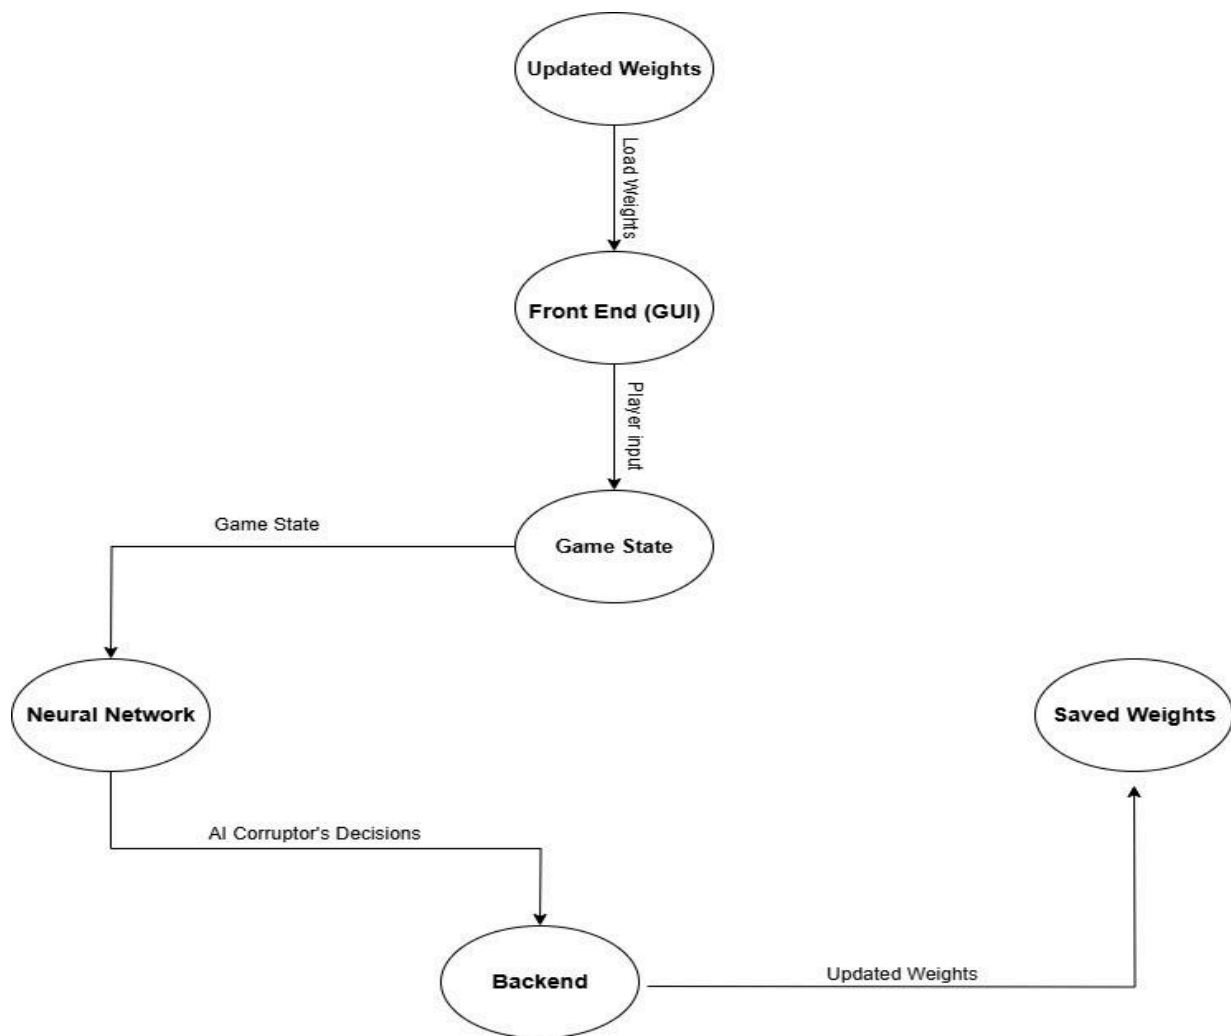 Updated Weights
Load Weights
Front End (GUI)
Player input
Game State
Game State
Neural Network
Saved Weights
AI Corruptor's Decisions
Backend
Updated Weights